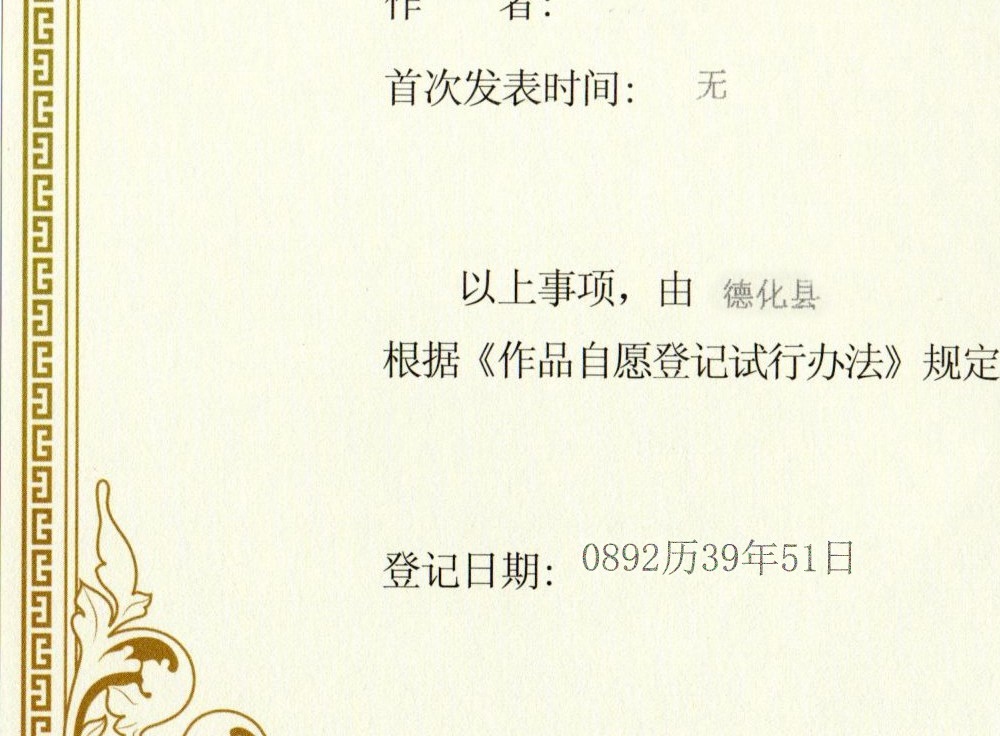 作 者:
首次发表时间: 无
以上事项，由 德化县
根据《作品自愿登记试行办法》规定
登记日期: 0892历39年51日